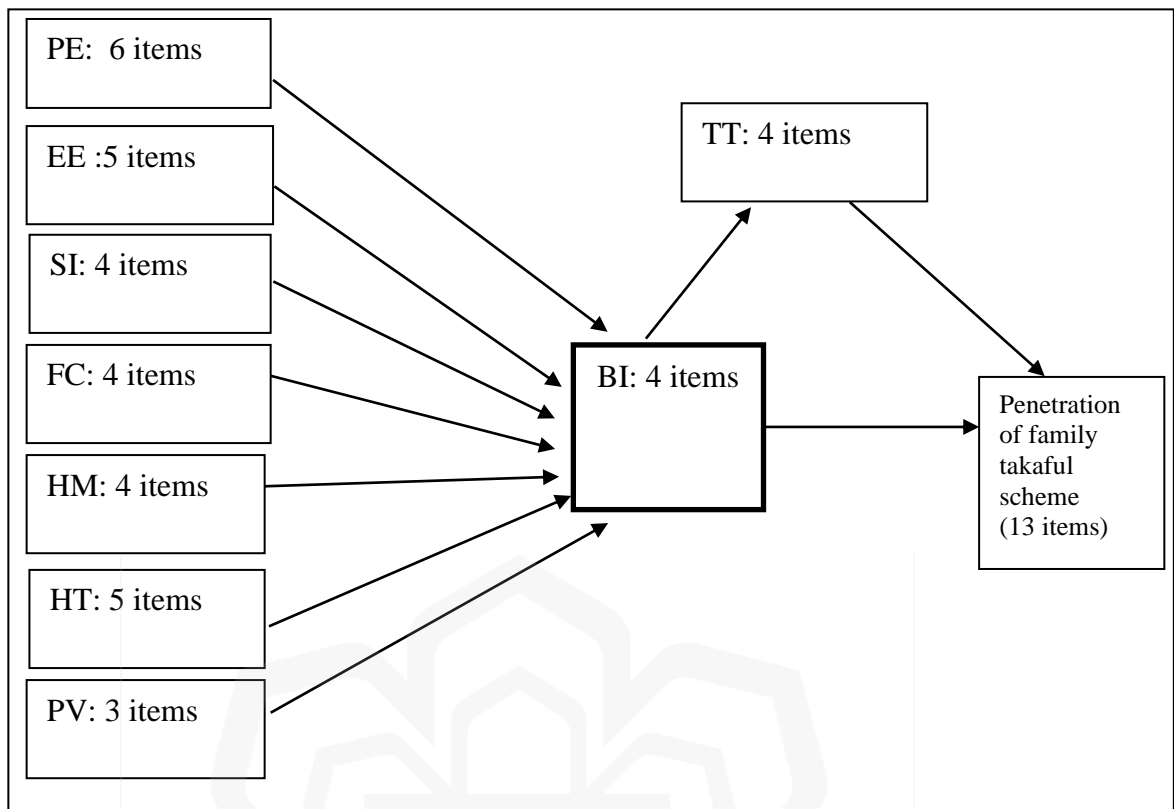 PE: 6 items
EE :5 items
SI: 4 items
FC: 4 items
HM: 4 items
HT: 5 items
PV: 3 items
BI: 4 items
TT: 4 items
Penetration
of family
takaful
scheme
(13 items)